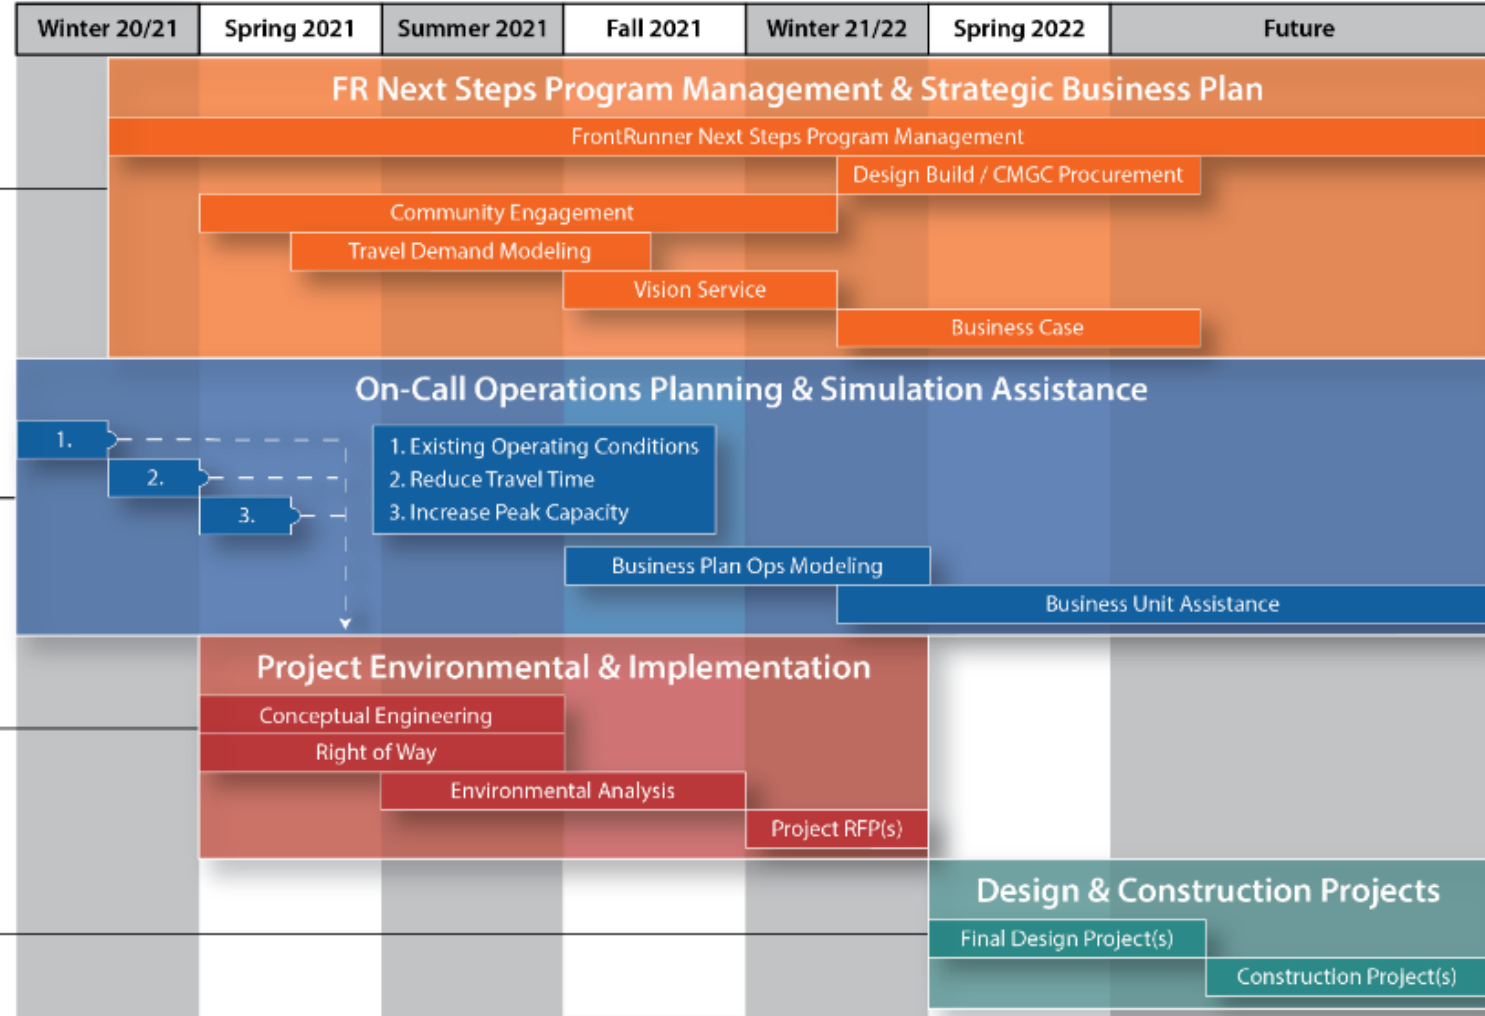 Winter 20/21 Spring 2021 Summer 2021 Fall 2021 Winter 21/22 Spring 2022 Future
FR Next Steps Program Management & Strategic Business Plan
FrontRunner Next Steps Program Management
Design Build / CMGC Procurement
Community Engagement
Travel Demand Modeling
Vision Service
Business Case
On-Call Operations Planning & Simulation Assistance
1.
2.
3.
1. Existing Operating Conditions
2. Reduce Travel Time
3. Increase Peak Capacity
Business Plan Ops Modeling
Business Unit Assistance
Project Environmental & Implementation
Conceptual Engineering
Right of Way
Environmental Analysis
Project RFP(s)
Design & Construction Projects
Final Design Project(s)
Construction Project(s)